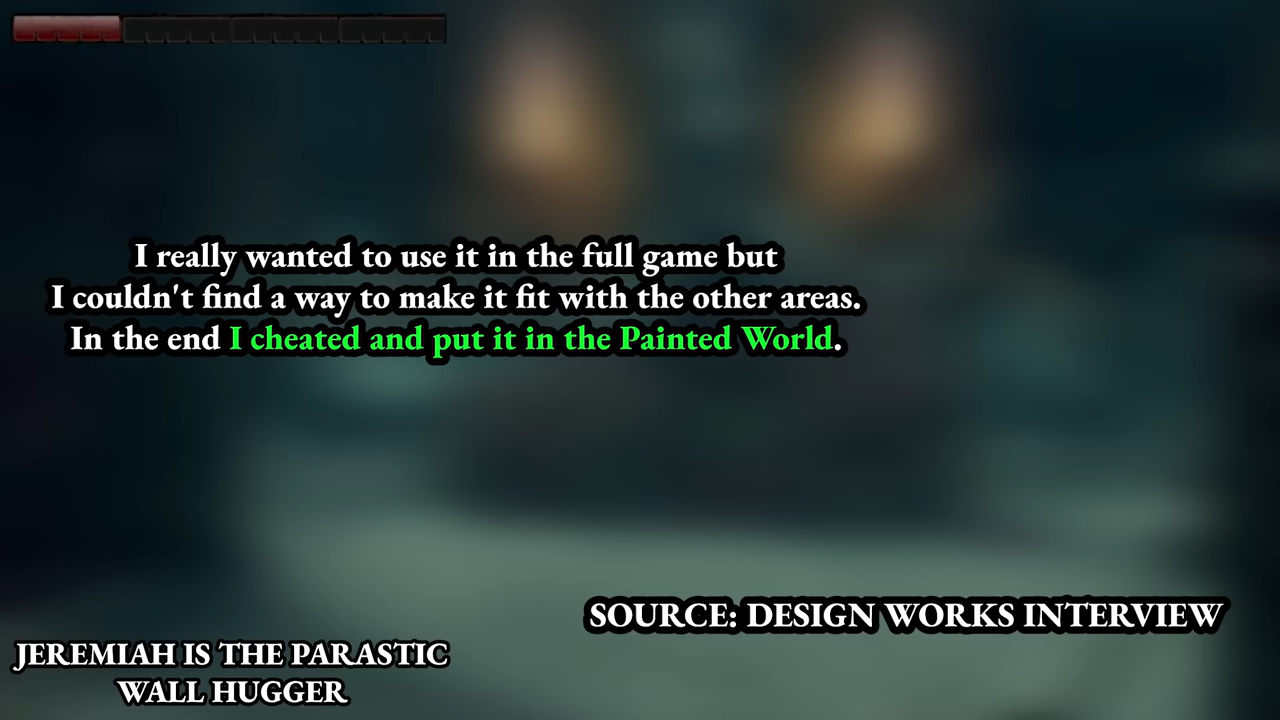 I really wanted to use it in the full game but
I couldn't find a way to make it fit with the other areas.
In the end I cheated and put it in the Painted World.
SOURCE: DESIGN WORKS INTERVIEW
JEREMIAH IS THE PARASTIC
WALL HUGGER